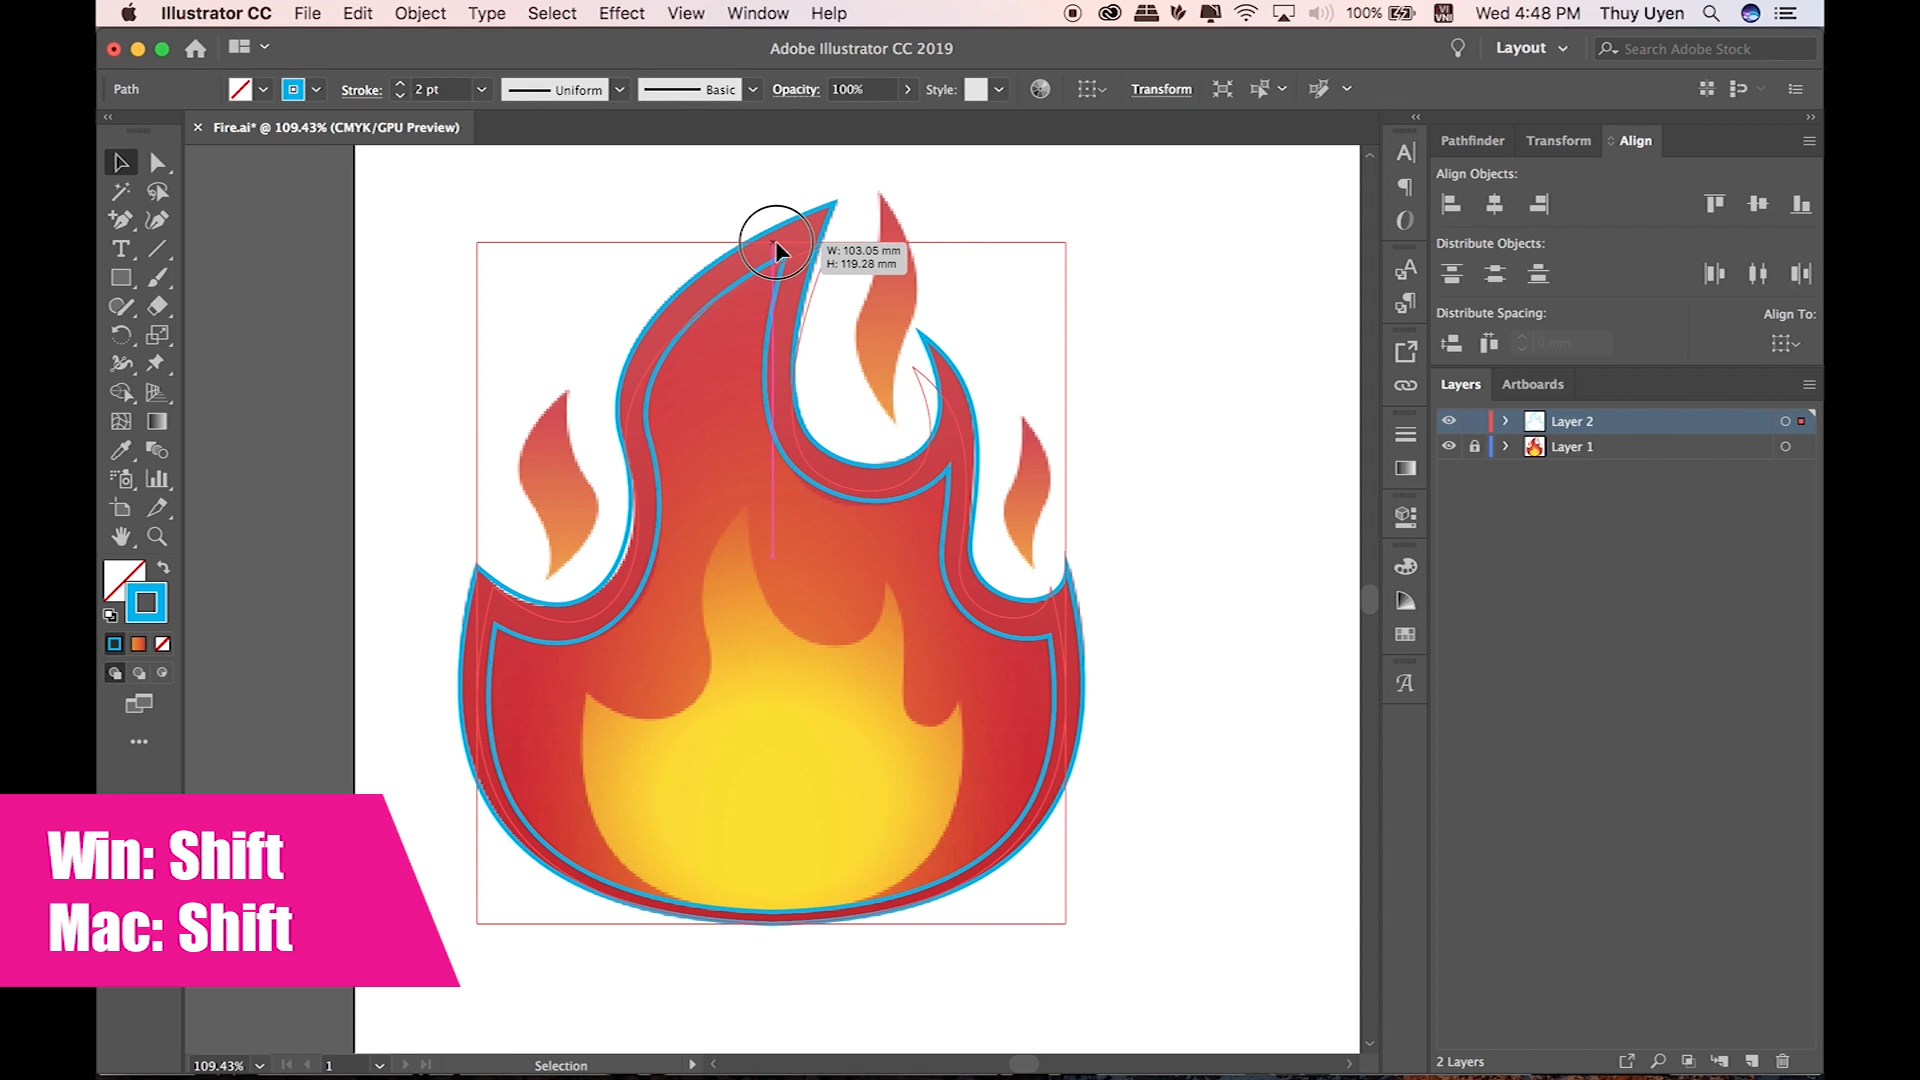 Illustrator CC File Edit Object Type Select Effect View Window Help 100% VI VNI Wed 4:48 PM Thuy Uyen
Adobe Illustrator CC 2019 Layout Search Adobe Stock
Path Stroke: 2 pt Uniform Basic Opacity: 100% Style: Transform
Fire.ai* @ 109.43% (CMYK/GPU Preview)
Pathfinder Transform Align
Align Objects:
Distribute Objects:
Distribute Spacing: Align To:
0 mm
W: 103.05 mm
H: 119.28 mm
Layers Artboards
Layer 2
Layer 1
Win: Shift
Mac: Shift
109.43% 1 Selection
2 Layers